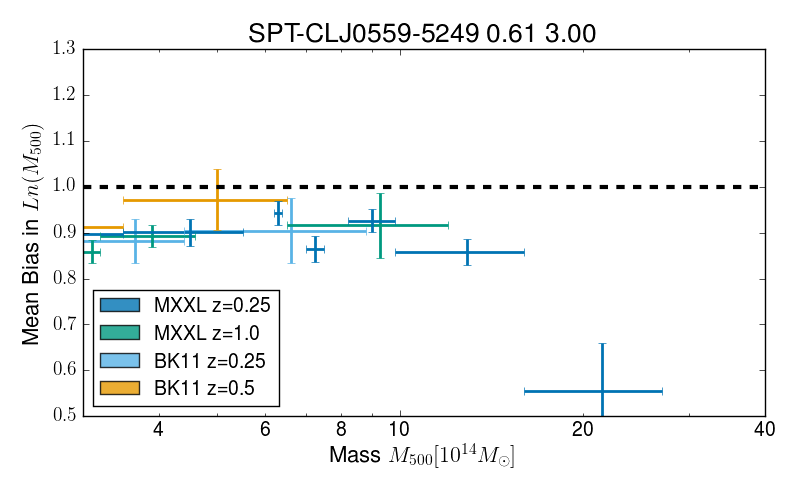 SPT-CLJ0559-5249 0.61 3.00
1.3
1.2
1.1
1.0
0.9
0.8
0.7
0.6
0.5
Mean Bias in Ln(M500)
MXXL z=0.25
MXXL z=1.0
BK11 z=0.25
BK11 z=0.5
4 6 8 10 20 40
Mass M₅₀₀[10¹⁴M☉]